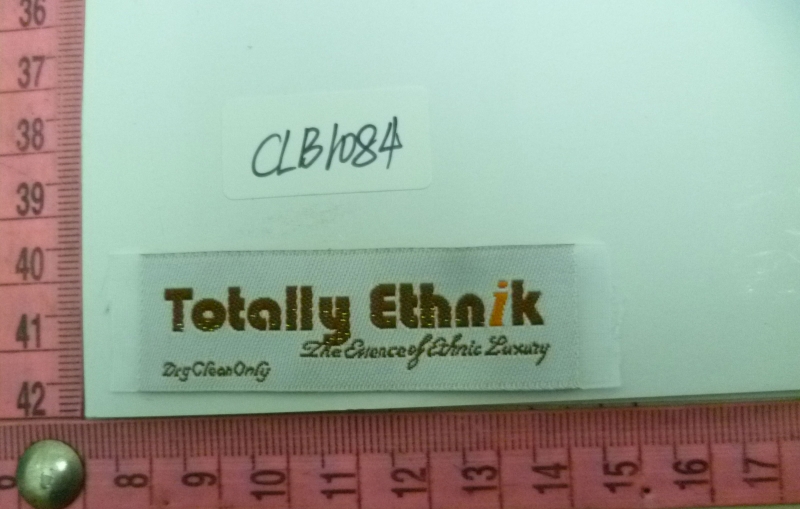 36
37
38
39
40
41
42
CLB1084
Totally Ethnik
The Essence of Ethnic Luxury
Dry Clean Only
8 9 10 11 12 13 14 15 16 17